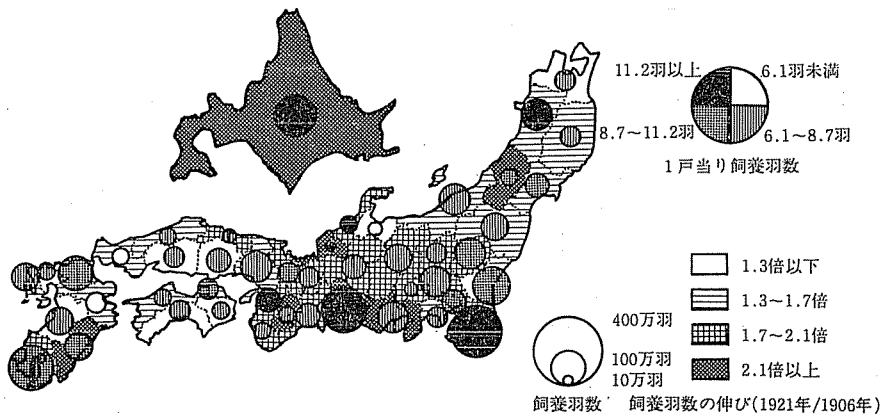 11.2羽以上
6.1羽未満
8.7〜11.2羽
6.1〜8.7羽
1戸当り飼養羽数
1.3倍以下
1.3〜1.7倍
1.7〜2.1倍
2.1倍以上
400万羽
100万羽
10万羽
飼養羽数
飼養羽数の伸び(1921年/1906年)